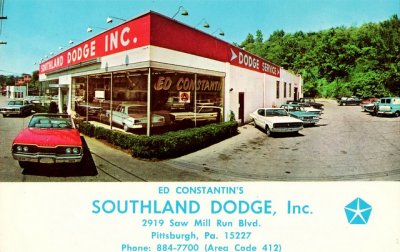 SOUTHLAND DODGE INC.
DODGE SERVICE
ED CONSTANTIN
ED CONSTANTIN'S
SOUTHLAND DODGE, Inc.
2919 Saw Mill Run Blvd.
Pittsburgh, Pa. 15227
Phone: 884-7700 (Area Code 412)